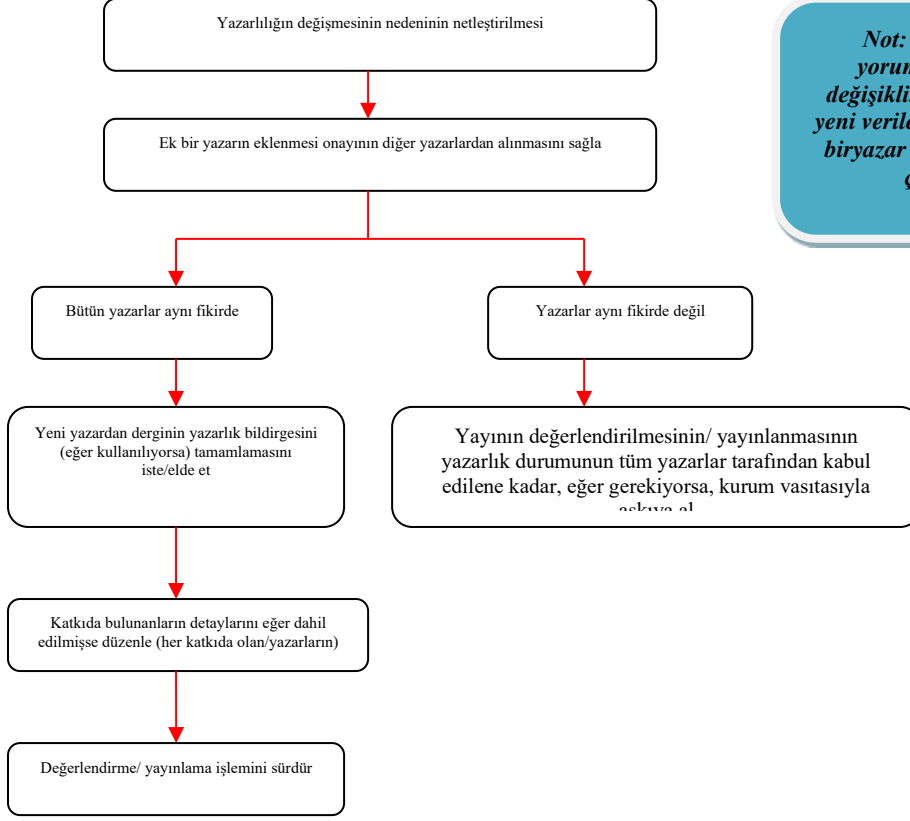 Yazarlılığın değişmesinin nedeninin netleştirilmesi
Not:
değişikli
yeni veril
biryazar
Ek bir yazarın eklenmesi onayının diğer yazarlardan alınmasını sağla
Bütün yazarlar aynı fikirde
Yazarlar aynı fikirde değil
Yeni yazardan derginin yazarlık bildirgesini
(eğer kullanılıyorsa) tamamlamasını
iste/elde et
Yayının değerlendirilmesinin/ yayınlanmasının
yazarlık durumunun tüm yazarlar tarafından kabul
edilene kadar, eğer gerekiyorsa, kurum vasıtasıyla
askıya al
Katkıda bulunanların detaylarını eğer dahil
edilmişse düzenle (her katkıda olan/yazarların)
Değerlendirme/ yayınlama işlemini sürdür